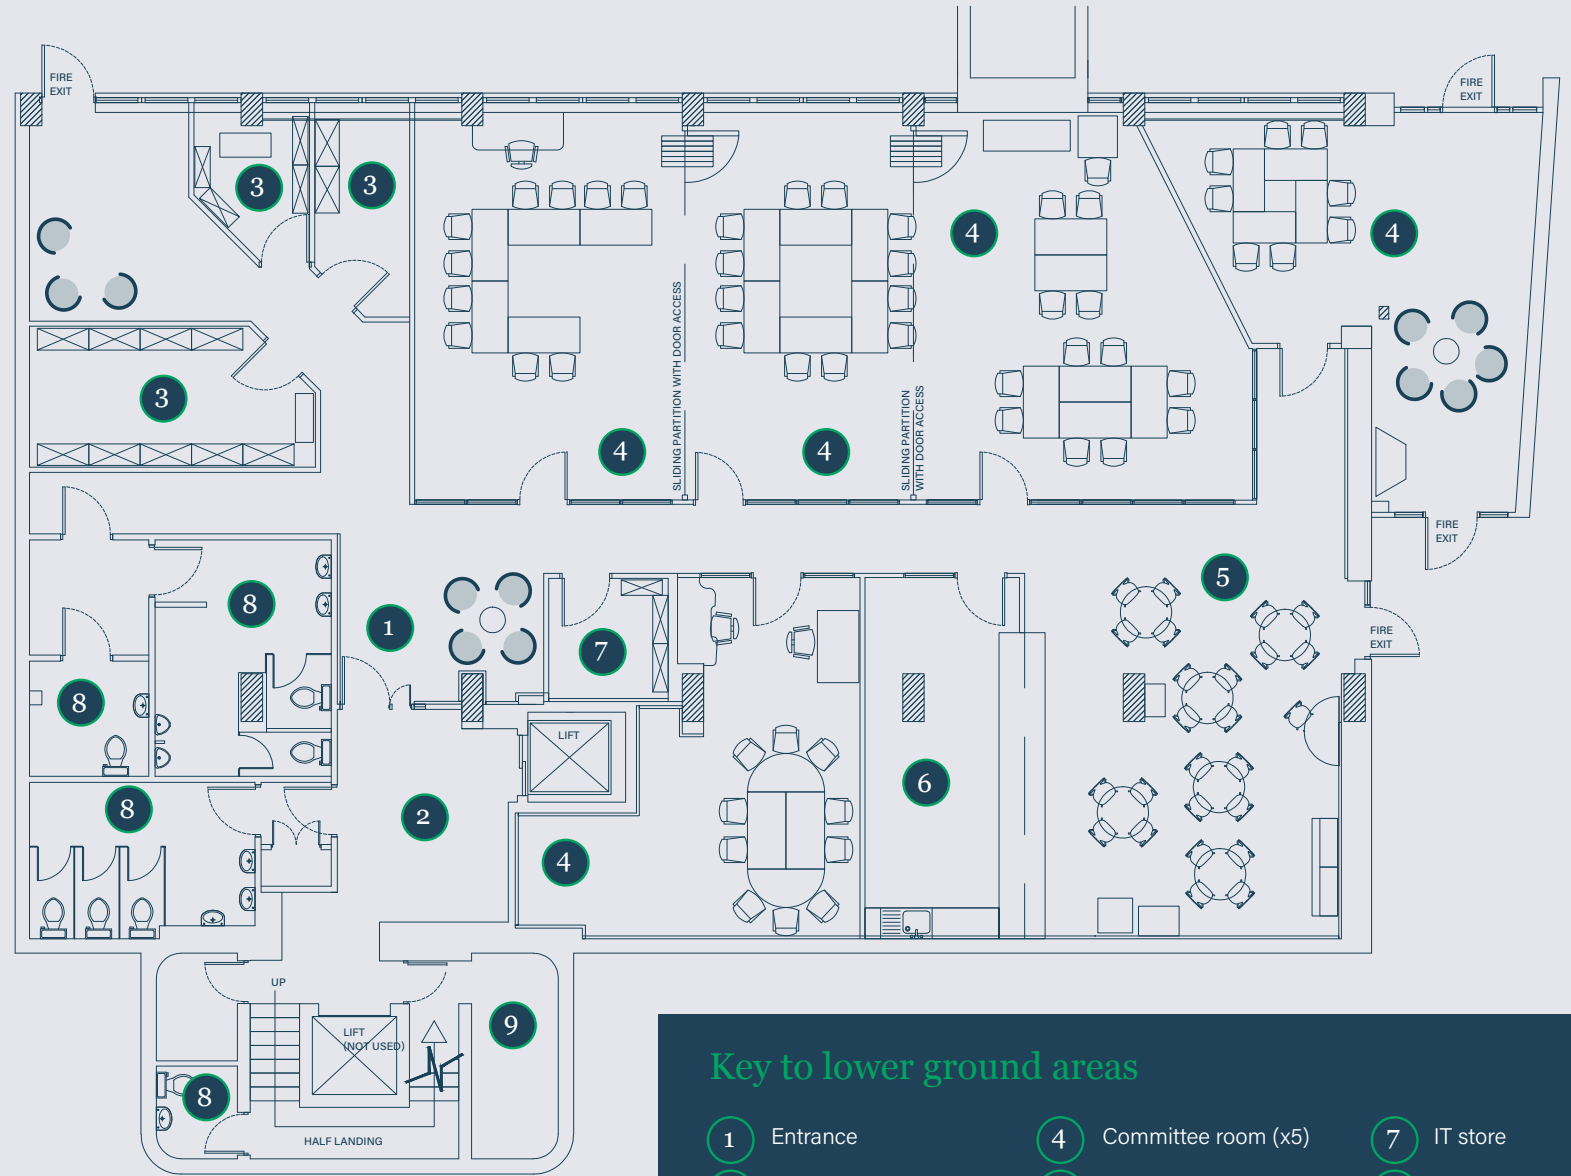 FIRE
EXIT
FIRE
EXIT
3
3
4
4
SLIDING PARTITION WITH DOOR ACCESS
SLIDING PARTITION
WITH DOOR ACCESS
3
4
4
FIRE
EXIT
5
8
1
7
FIRE
EXIT
8
LIFT
6
8
2
4
UP
9
LIFT
(NOT USED)
8
HALF LANDING
Key to lower ground areas
1 Entrance
4 Committee room (x5)
7 IT store